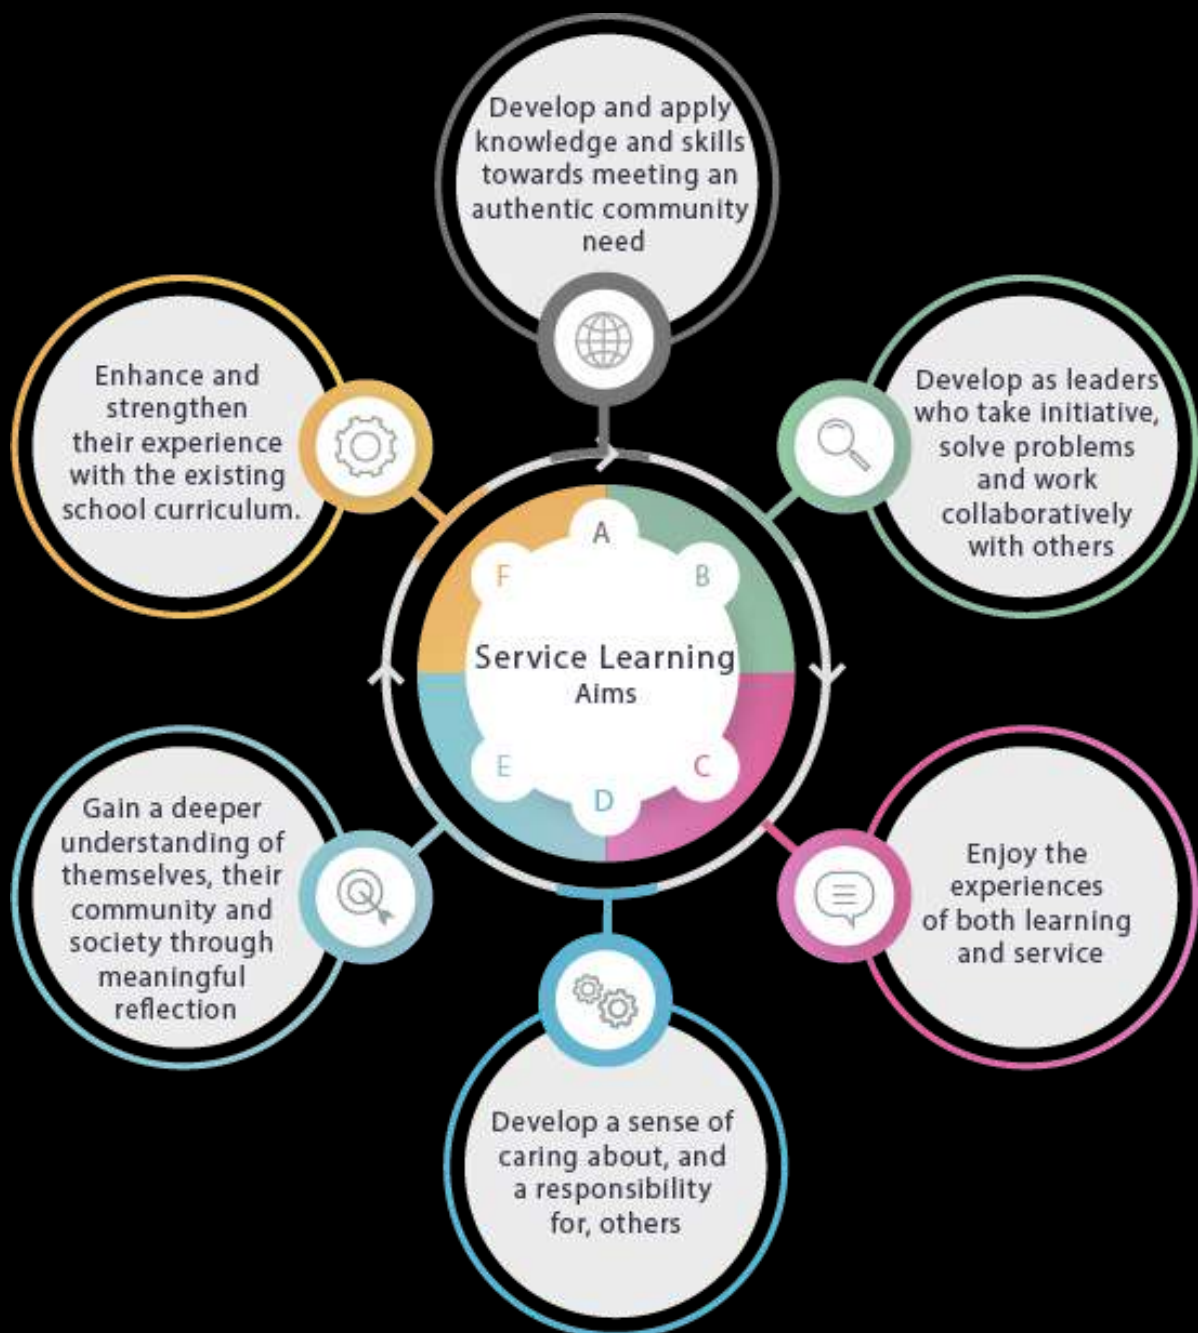 Develop and apply
knowledge and skills
towards meeting an
authentic community
need
Enhance and
strengthen
their experience
with the existing
school curriculum.
Develop as leaders
who take initiative,
solve problems
and work
collaboratively
with others
A
F
B
Service Learning
Aims
E
C
D
Gain a deeper
understanding of
themselves, their
community and
society through
meaningful
reflection
Enjoy the
experiences
of both learning
and service
Develop a sense of
caring about, and
a responsibility
for, others